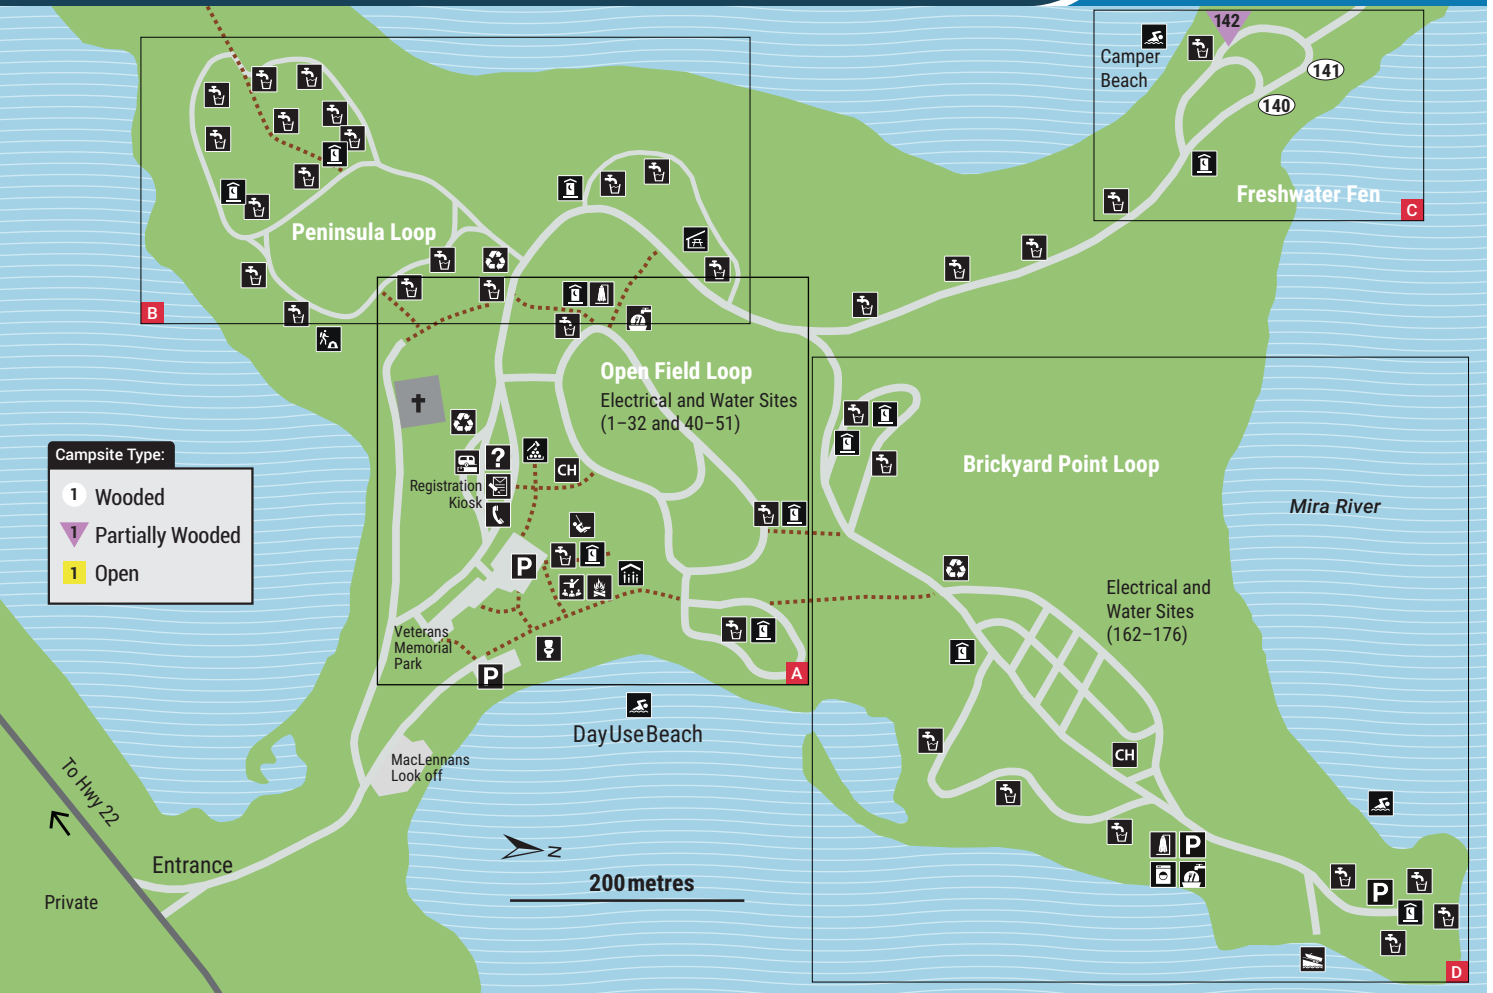 142
Camper
Beach
141
140
Freshwater Fen
C
Peninsula Loop
B
Open Field Loop
Electrical and Water Sites
(1–32 and 40–51)
Brickyard Point Loop
Mira River
Campsite Type:
1 Wooded
1 Partially Wooded
1 Open
?
CH
Registration
Kiosk
P
Electrical and
Water Sites
(162–176)
Veterans
Memorial
Park
P
A
Day Use Beach
MacLennans
Look off
CH
To Hwy 22
P
N
Entrance
200 metres
P
Private
D